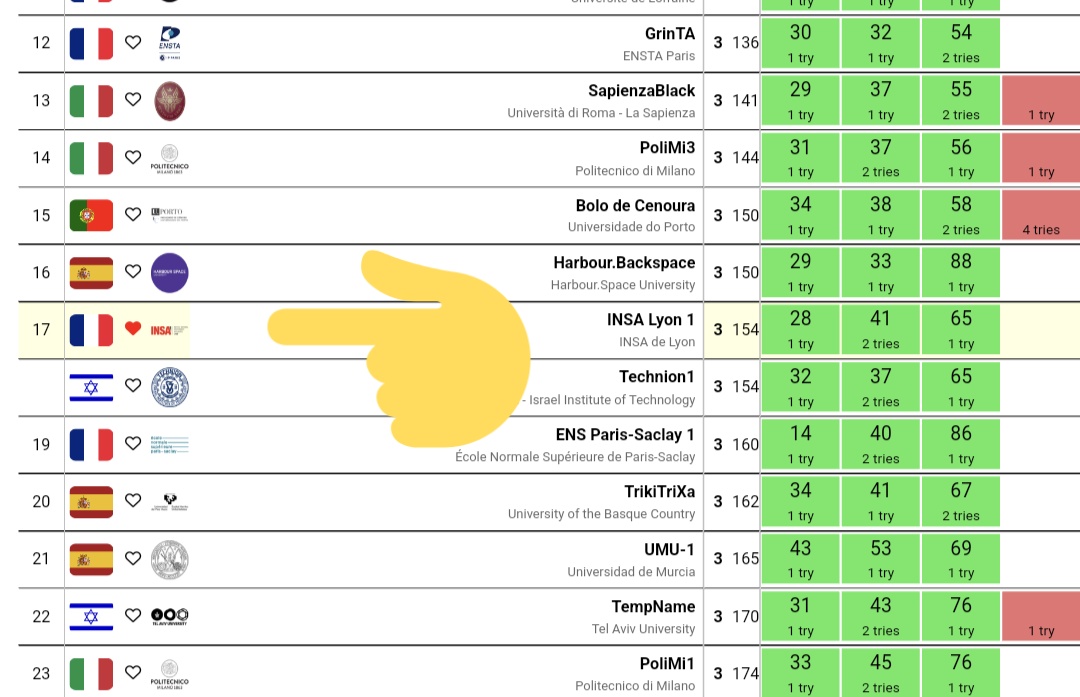 Université de Lorraine
1 try 1 try 1 try
12 ENSTA GrinTA 3 136 30 32 54
ENSTA Paris 1 try 1 try 2 tries
13 SapienzaBlack 3 141 29 37 55
Università di Roma - La Sapienza 1 try 1 try 2 tries 1 try
14 POLITECNICO PoliMi3 3 144 31 37 56
MILANO 1863 Politecnico di Milano 1 try 2 tries 1 try 1 try
15 U.PORTO Bolo de Cenoura 3 150 34 38 58
Universidade do Porto 1 try 1 try 2 tries 4 tries
16 HARBOUR.SPACE Harbour.Backspace 3 150 29 33 88
Harbour.Space University 1 try 1 try 1 try
17 INSA INSA Lyon 1 3 154 28 41 65
INSA de Lyon 1 try 2 tries 1 try
Technion1 3 154 32 37 65
- Israel Institute of Technology 1 try 2 tries 1 try
19 ENS Paris-Saclay 1 3 160 14 40 86
École Normale Supérieure de Paris-Saclay 1 try 2 tries 1 try
20 TrikiTriXa 3 162 34 41 67
University of the Basque Country 1 try 1 try 2 tries
21 UMU-1 3 165 43 53 69
Universidad de Murcia 1 try 1 try 1 try
22 TEL AVIV UNIVERSITY TempName 3 170 31 43 76
Tel Aviv University 1 try 2 tries 1 try 1 try
23 POLITECNICO PoliMi1 3 174 33 45 76
MILANO 1863 Politecnico di Milano 1 try 2 tries 1 try